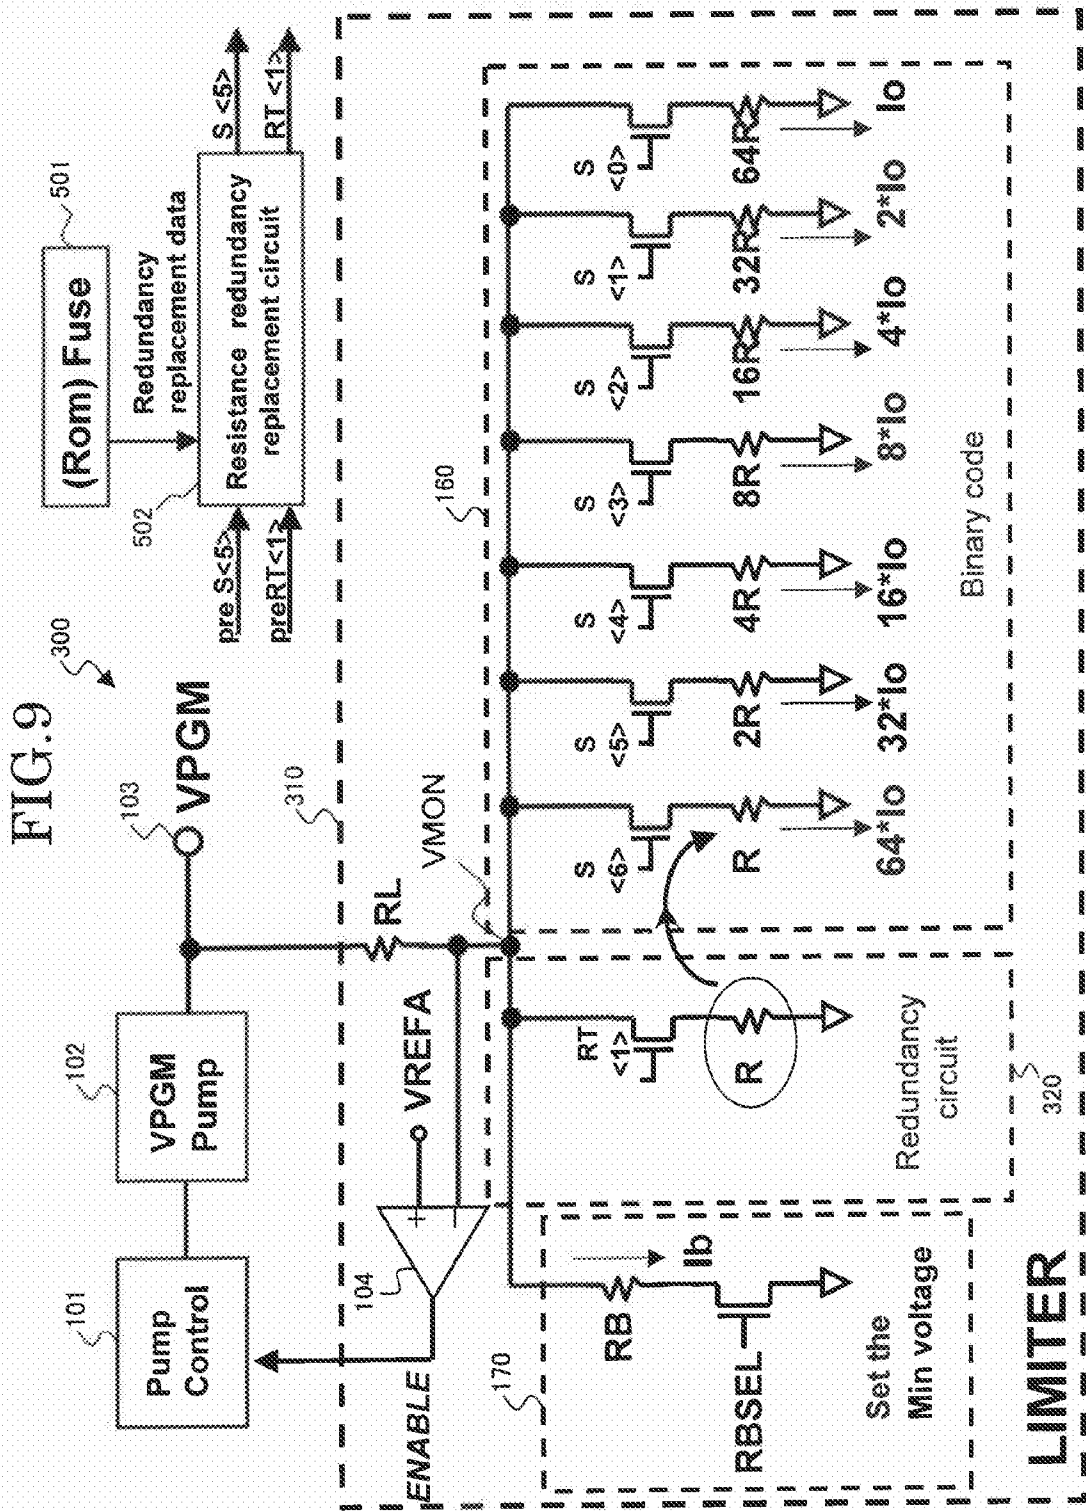 FIG.9
300
101
Pump
Control
102
VPGM
Pump
103
VPGM
(Rom) Fuse
501
Redundancy
replacement data
502
pre S<5>
preRT<1>
Resistance redundancy
replacement circuit
S <5>
RT <1>
310
ENABLE
104
VREFA
RL
VMON
160
170
RB
Ib
RBSEL
Set the
Min voltage
RT
<1>
R
Redundancy
circuit
320
S
<6>
R
64*Io
S
<5>
2R
32*Io
S
<4>
4R
16*Io
S
<3>
8R
8*Io
S
<2>
16R
4*Io
S
<1>
32R
2*Io
S
<0>
64R
Io
Binary code
LIMITER